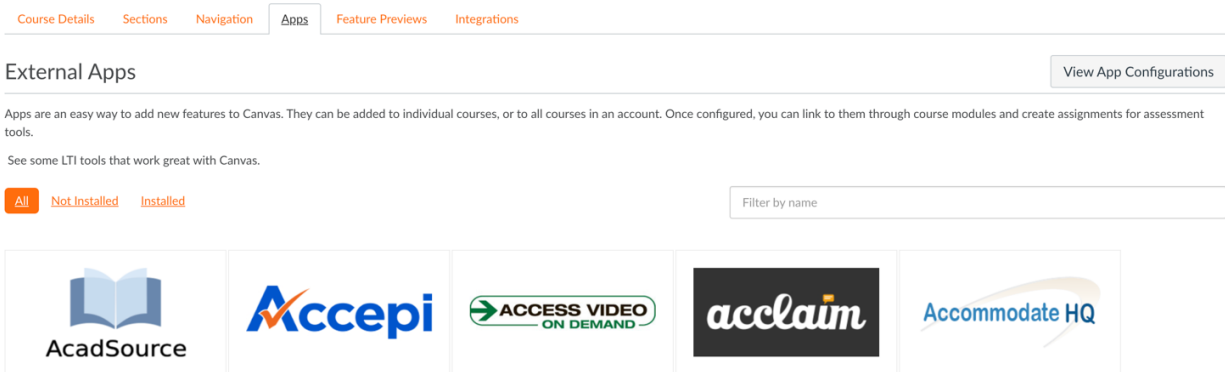 Course Details Sections Navigation Apps Feature Previews Integrations
External Apps View App Configurations
Apps are an easy way to add new features to Canvas. They can be added to individual courses, or to all courses in an account. Once configured, you can link to them through course modules and create assignments for assessment
tools.
See some LTI tools that work great with Canvas.
All Not Installed Installed Filter by name
AcadSource
Accepi
ACCESS VIDEO
ON DEMAND
acclaim
Accommodate HQ